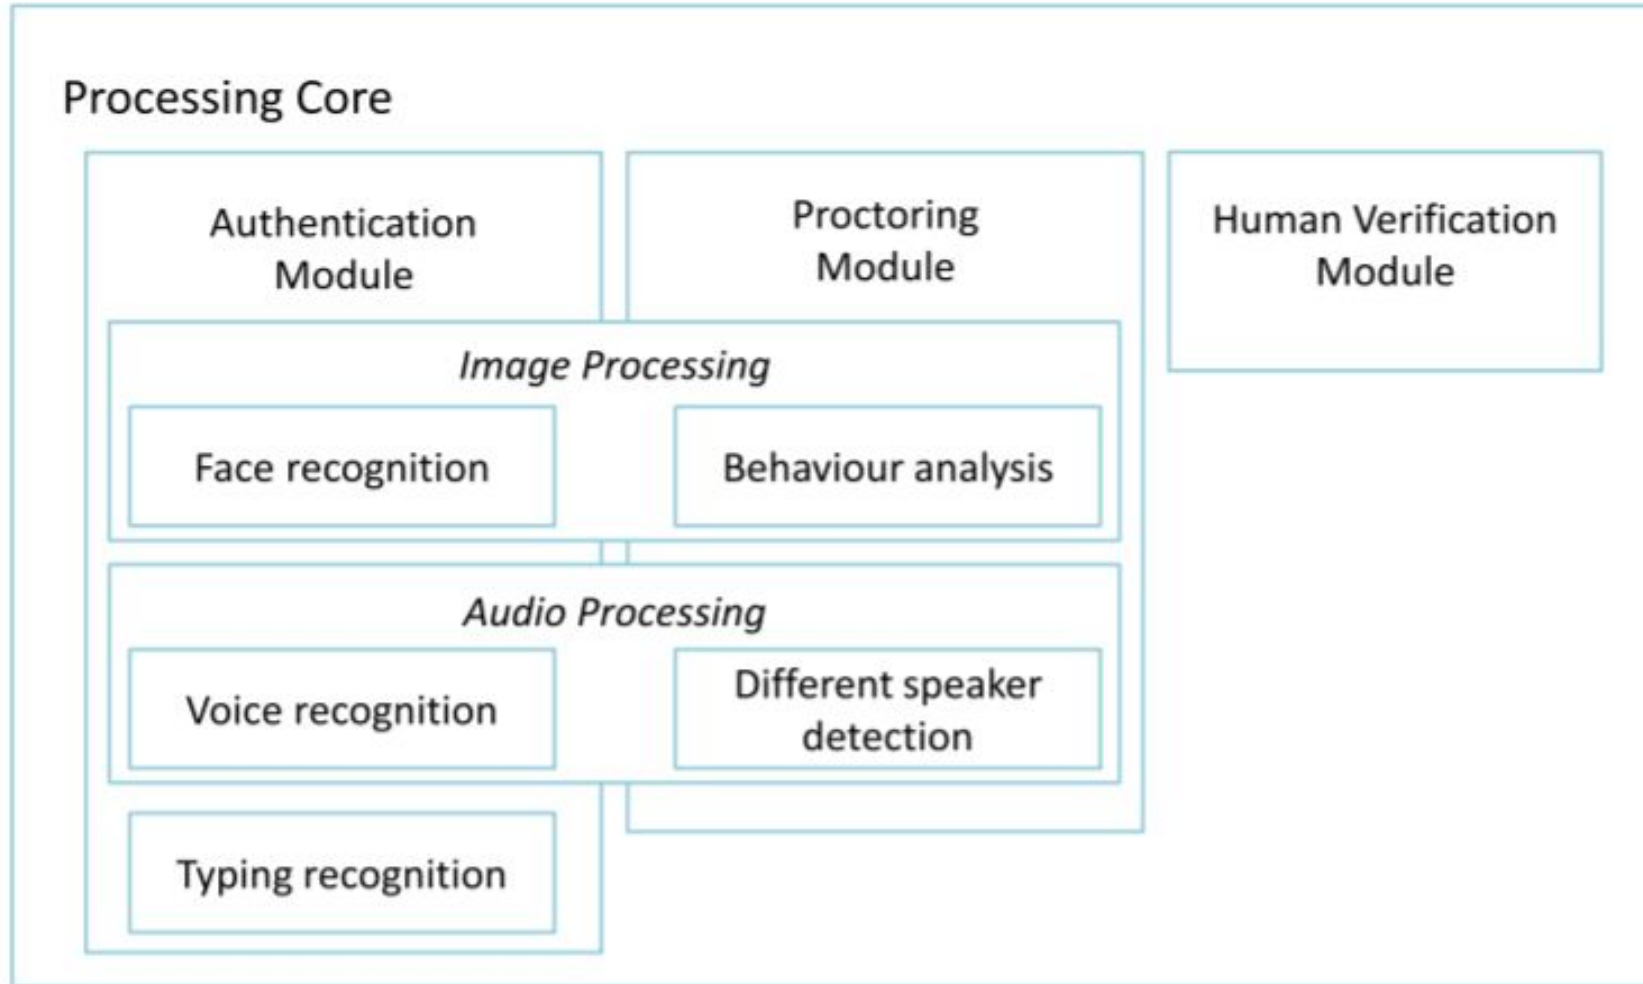 Processing Core
Authentication
Module
Proctoring
Module
Human Verification
Module
Image Processing
Face recognition
Behaviour analysis
Audio Processing
Voice recognition
Different speaker
detection
Typing recognition